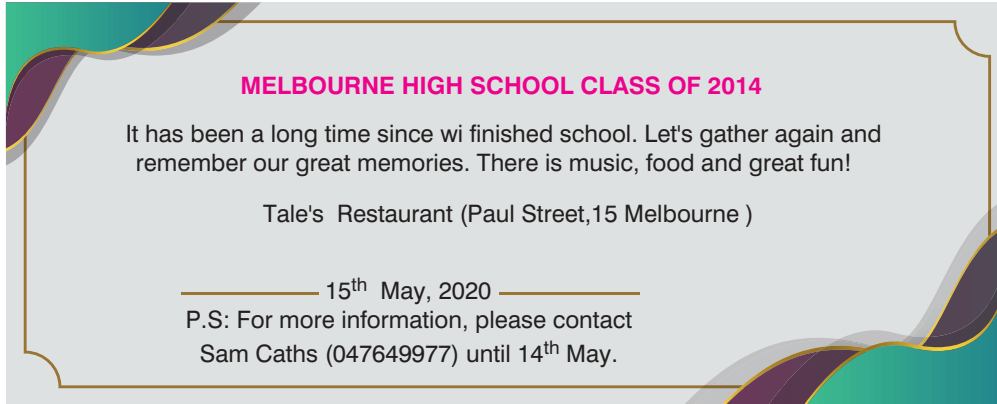 MELBOURNE HIGH SCHOOL CLASS OF 2014
It has been a long time since wi finished school. Let's gather again and
remember our great memories. There is music, food and great fun!
Tale's Restaurant (Paul Street,15 Melbourne )
15th May, 2020
P.S: For more information, please contact
Sam Caths (047649977) until 14th May.